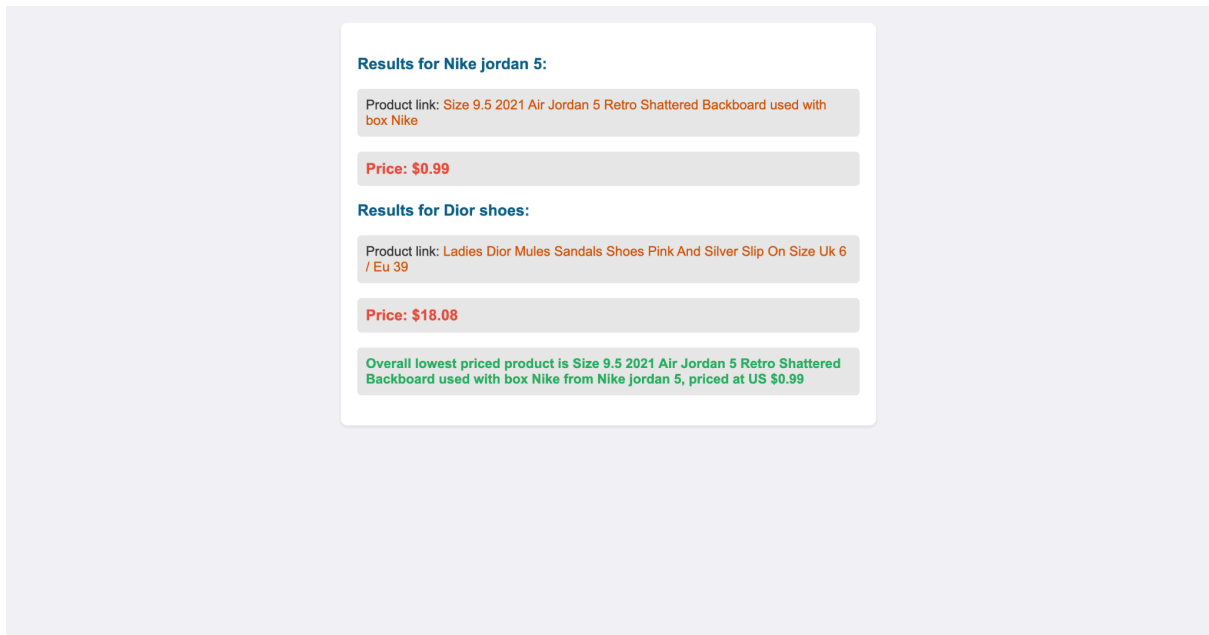 Results for Nike jordan 5:
Product link: Size 9.5 2021 Air Jordan 5 Retro Shattered Backboard used with
box Nike
Price: $0.99
Results for Dior shoes:
Product link: Ladies Dior Mules Sandals Shoes Pink And Silver Slip On Size Uk 6
/ Eu 39
Price: $18.08
Overall lowest priced product is Size 9.5 2021 Air Jordan 5 Retro Shattered
Backboard used with box Nike from Nike jordan 5, priced at US $0.99